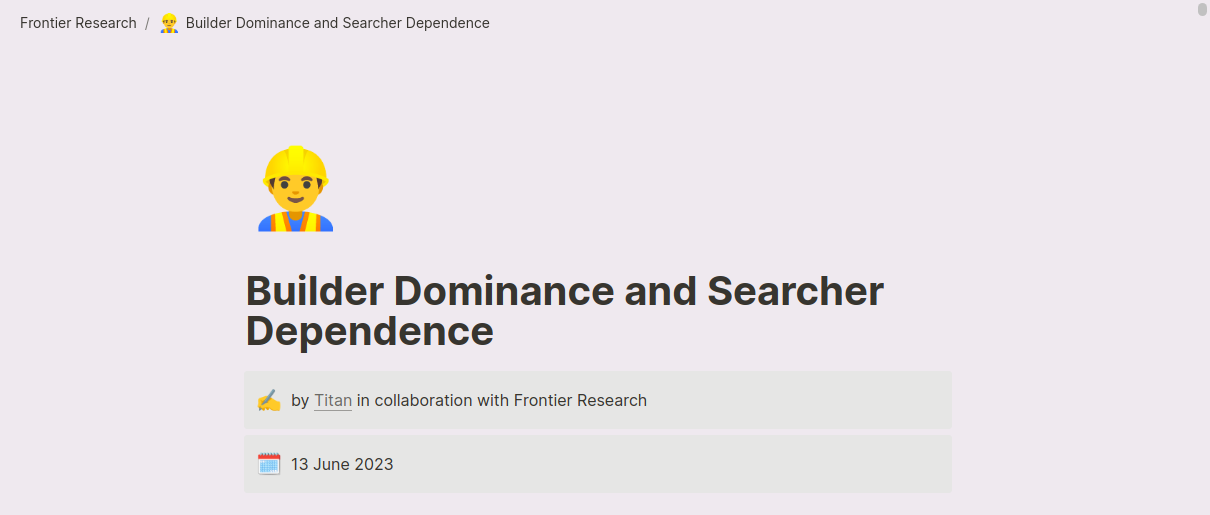 Frontier Research / Builder Dominance and Searcher Dependence
Builder Dominance and Searcher
Dependence
by Titan in collaboration with Frontier Research
13 June 2023